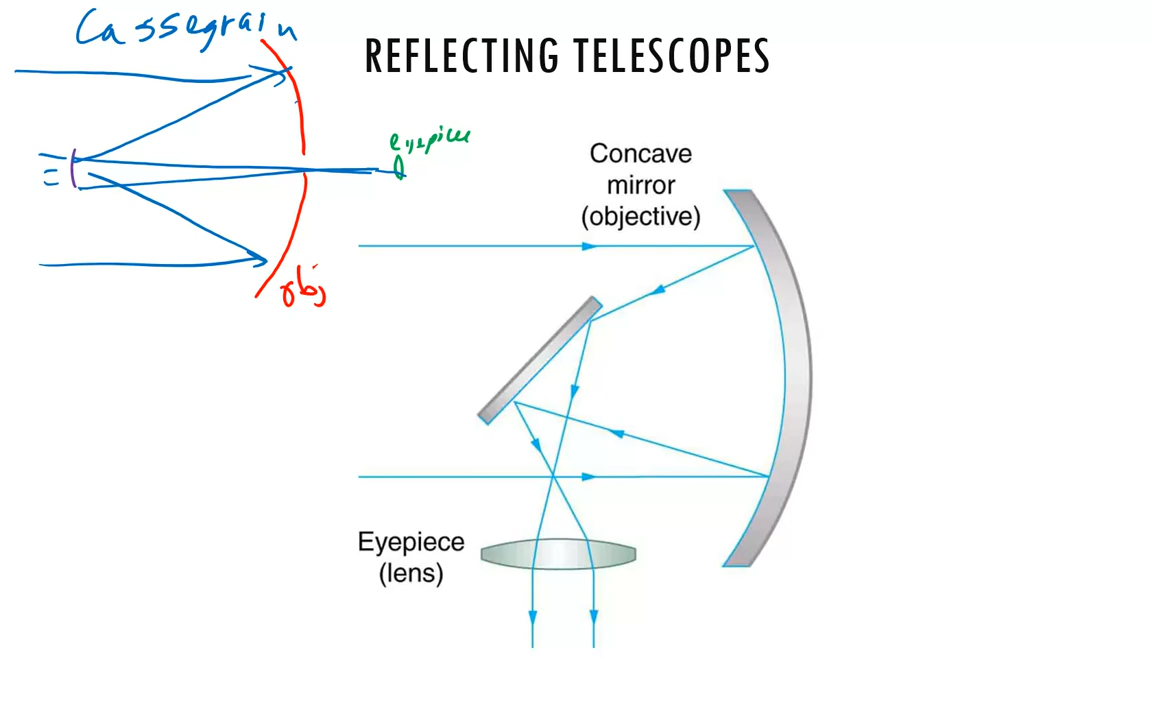 Cassegrain
REFLECTING TELESCOPES
eyepiece
obj
Concave
mirror
(objective)
Eyepiece
(lens)